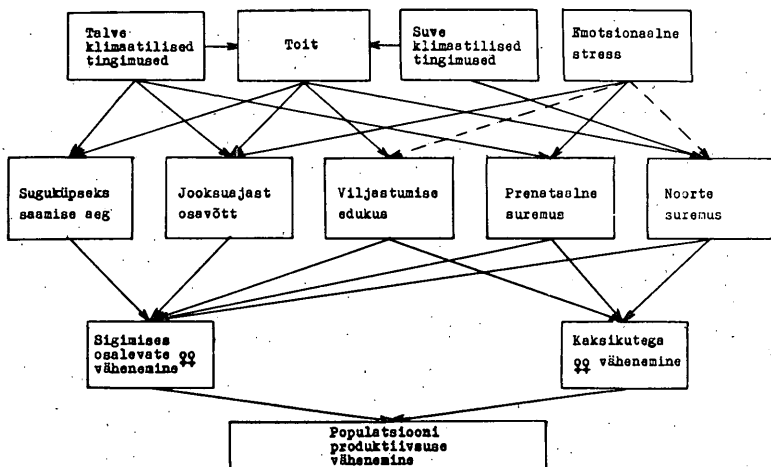 Talve
klimaatilised
tingimused
Toit
Suve
klimaatilised
tingimused
Emotsionaalne
stress
Suguküpseks
saamise aeg
Jooksuajast
osavõtt
Viljastumise
edukus
Prenataalne
suremus
Noorte
suremus
Sigimises
osalevate ♀♀
vähenemine
Kaksikutega
♀♀ vähenemine
Populatsiooni
produktiivsuse
vähenemine